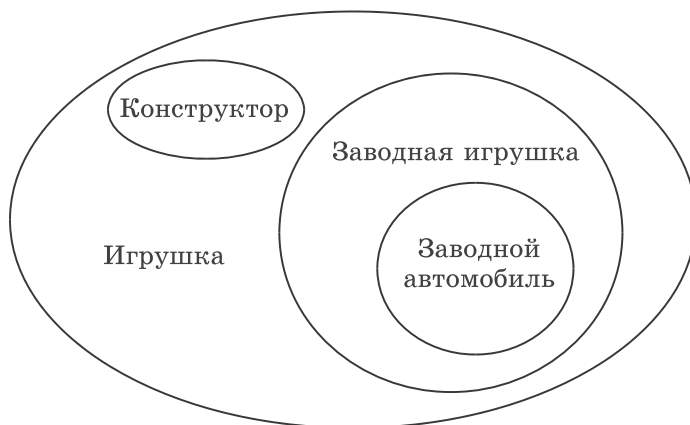 Конструктор
Заводная игрушка
Игрушка
Заводной
автомобиль